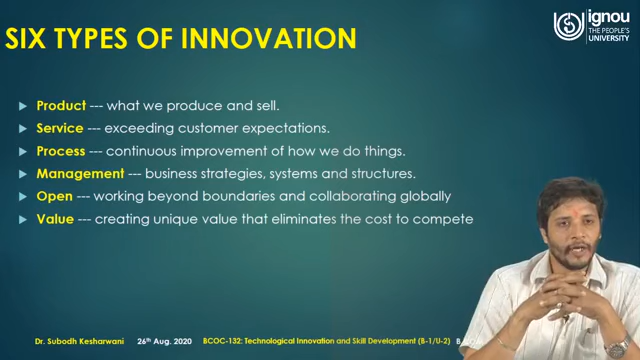 SIX TYPES OF INNOVATION
ignou
THE PEOPLE'S
UNIVERSITY
Product --- what we produce and sell.
Service --- exceeding customer expectations.
Process --- continuous improvement of how we do things.
Management --- business strategies, systems and structures.
Open --- working beyond boundaries and collaborating globally
Value --- creating unique value that eliminates the cost to compete
Dr. Subodh Kesharwani 26th Aug. 2020 BCOC-132: Technological Innovation and Skill Development (B-1/U-2)